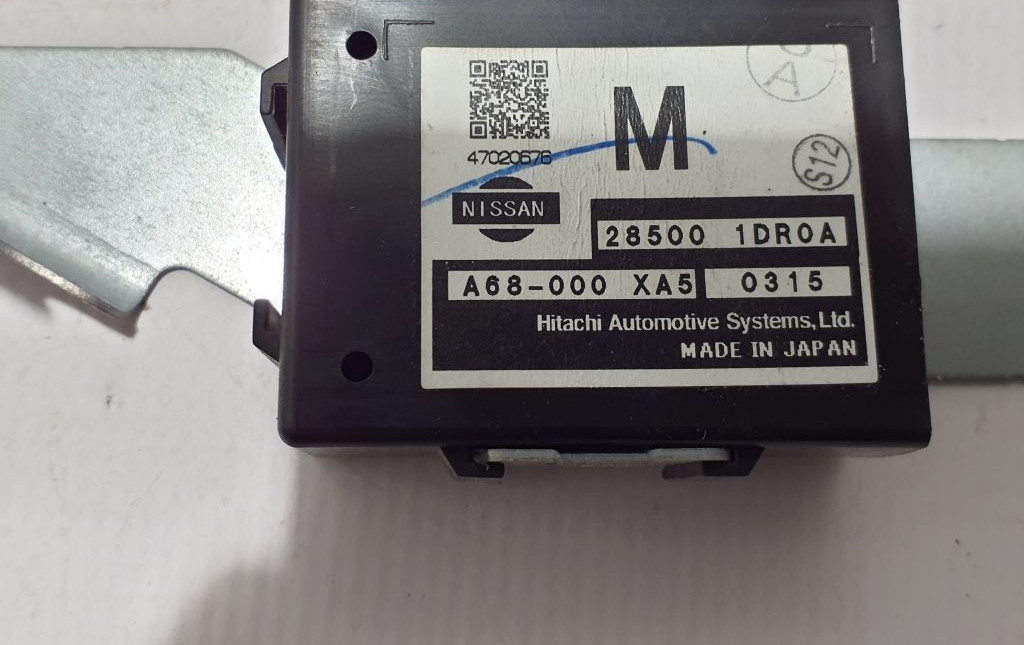 M
47020676
S12
A
NISSAN
28500 1DR0A
A68-000 XA5 0315
Hitachi Automotive Systems, Ltd.
MADE IN JAPAN